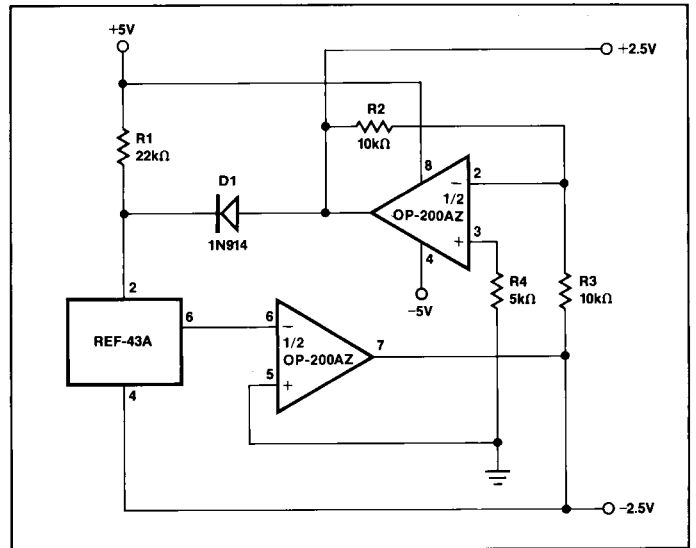 +5V
+2.5V
R2
10kΩ
R1
22kΩ
D1
1N914
8
2
−
1/2
OP-200AZ
+
3
4
−5V
R4
5kΩ
R3
10kΩ
2
REF-43A
6
4
6
−
1/2
OP-200AZ
5
+
7
−2.5V